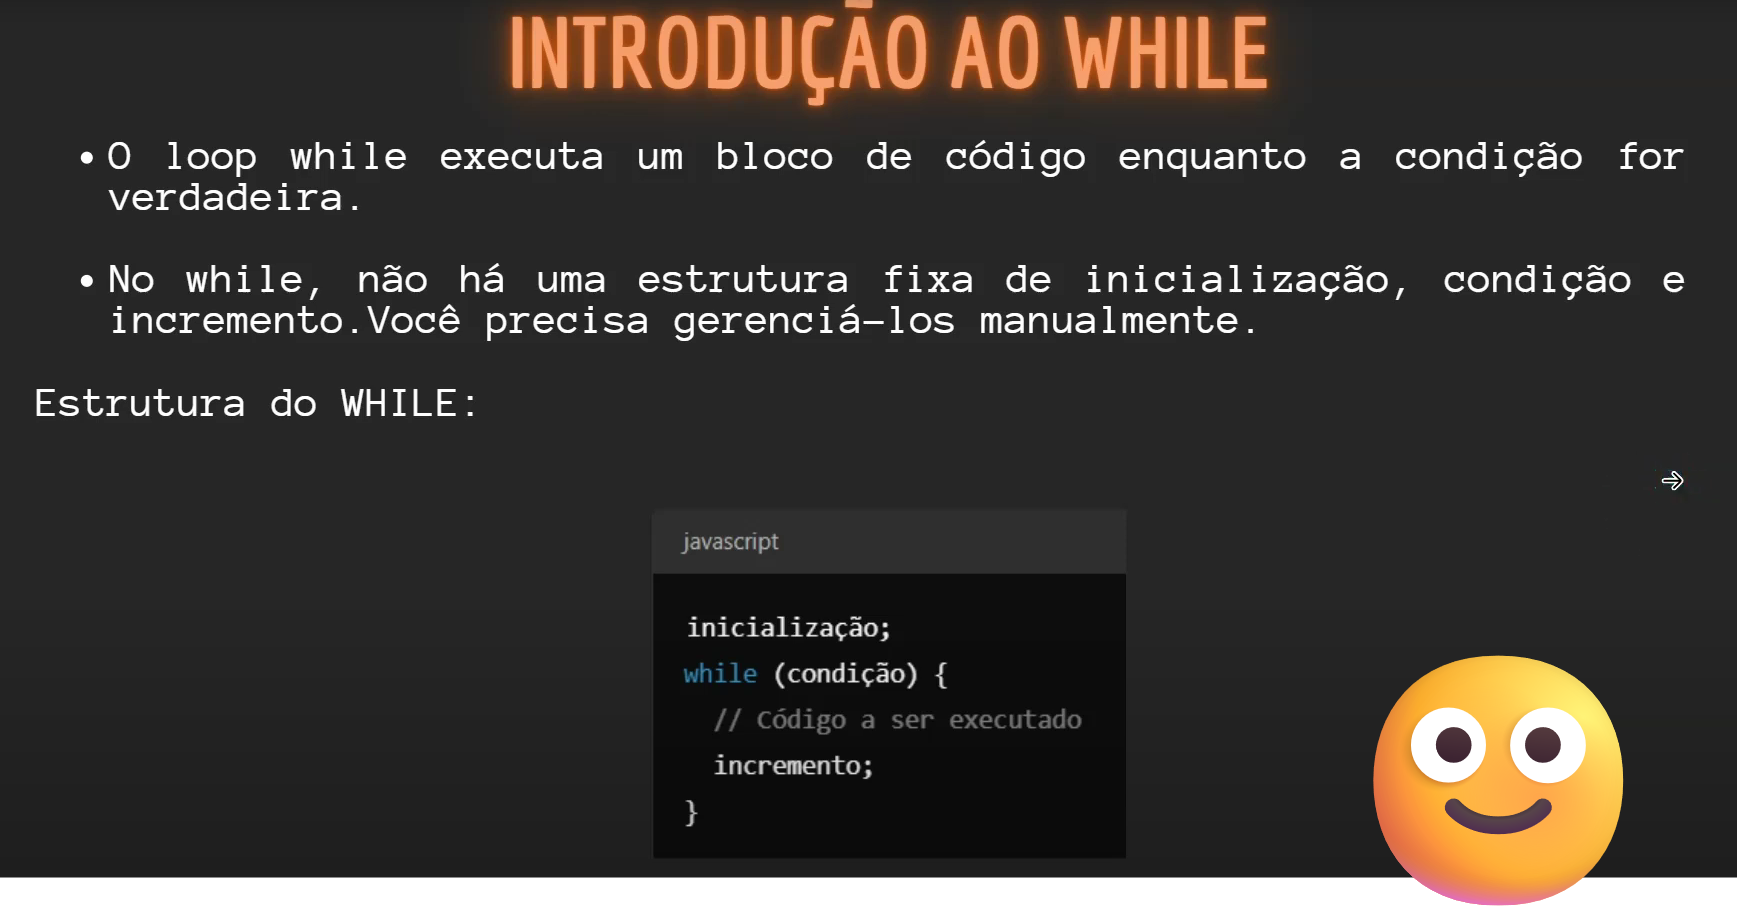 INTRODUÇÃO AO WHILE
• O loop while executa um bloco de código enquanto a condição for
verdadeira.
• No while, não há uma estrutura fixa de inicialização, condição e
incremento.Você precisa gerenciá-los manualmente.
Estrutura do WHILE:
javascript
inicialização;
while (condição) {
// Código a ser executado
incremento;
}